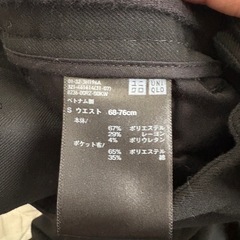 UNI
QLO
ベトナム製
S ウエスト 68-76cm
本体/
67% ポリエステル
29% レーヨン
4% ポリウレタン
ポケット布/
65% ポリエステル
35% 綿